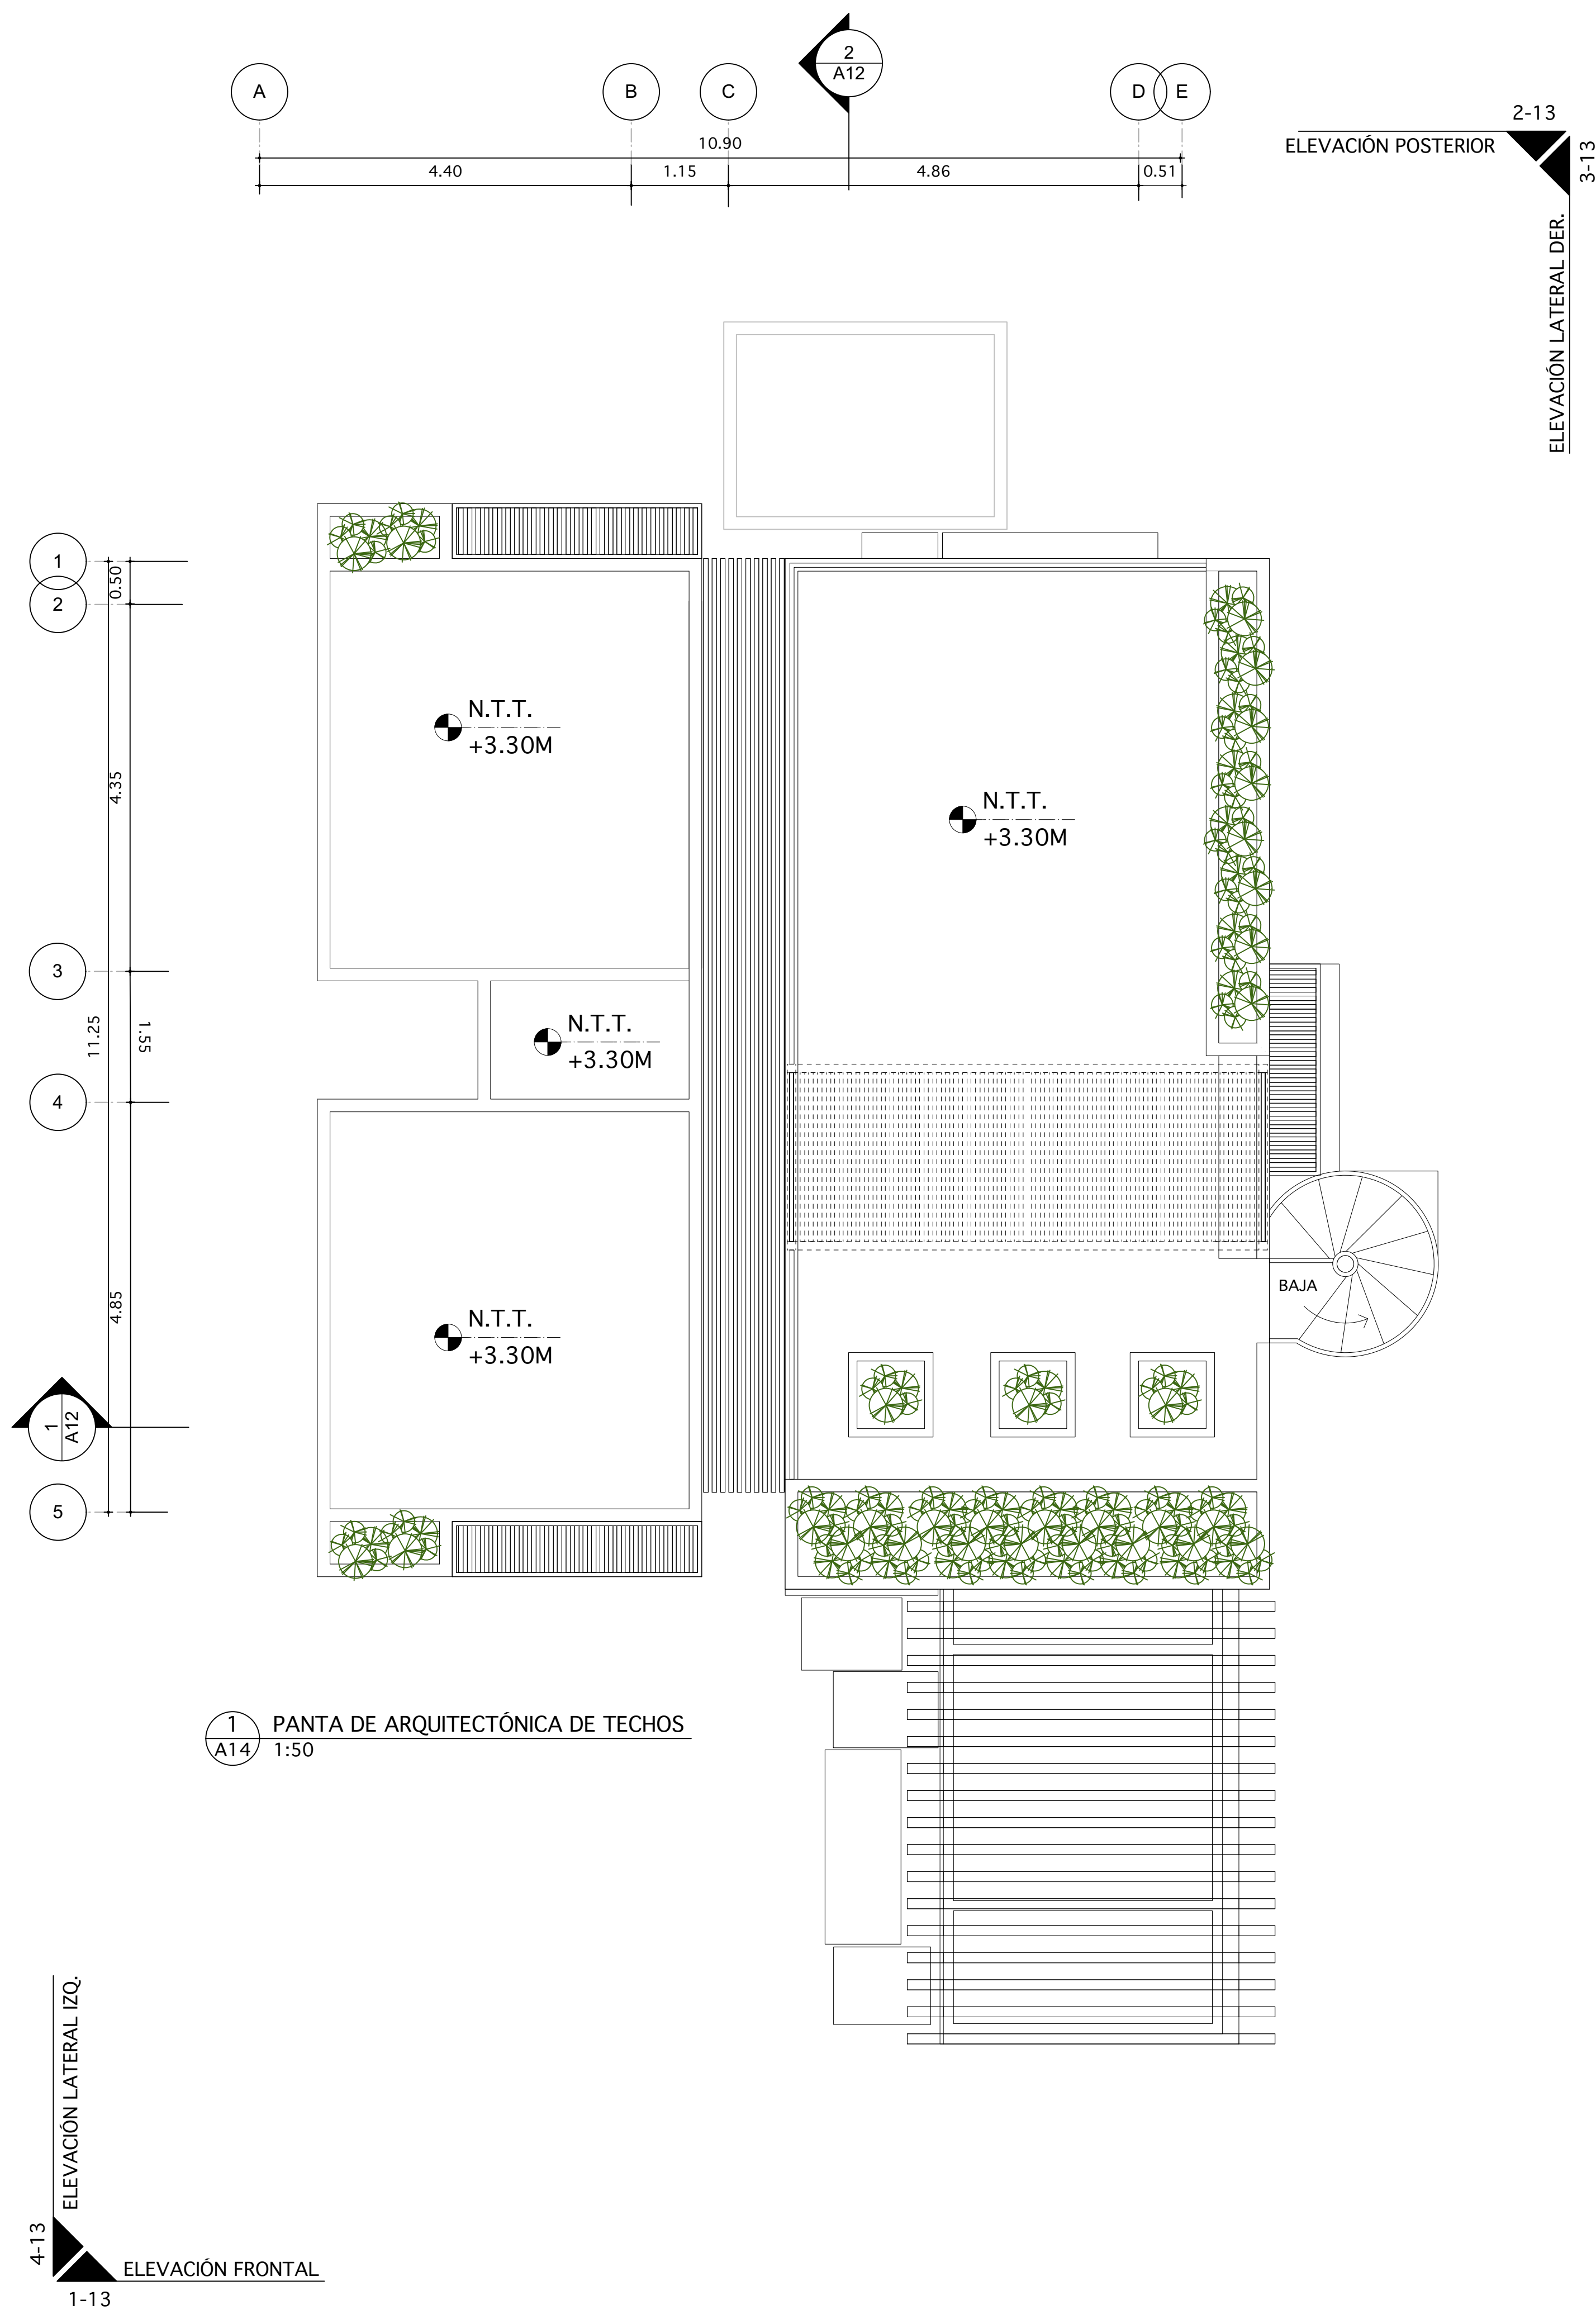 2
A12
A
B
C
D
E
10.90
4.40
1.15
4.86
0.51
2-13
ELEVACIÓN POSTERIOR
3-13
ELEVACIÓN LATERAL DER.
1
2
3
4
5
0.50
4.35
11.25
1.55
4.85
1
A12
N.T.T.
+3.30M
N.T.T.
+3.30M
N.T.T.
+3.30M
N.T.T.
+3.30M
BAJA
1
A14
PANTA DE ARQUITECTÓNICA DE TECHOS
1:50
ELEVACIÓN LATERAL IZQ.
4-13
ELEVACIÓN FRONTAL
1-13